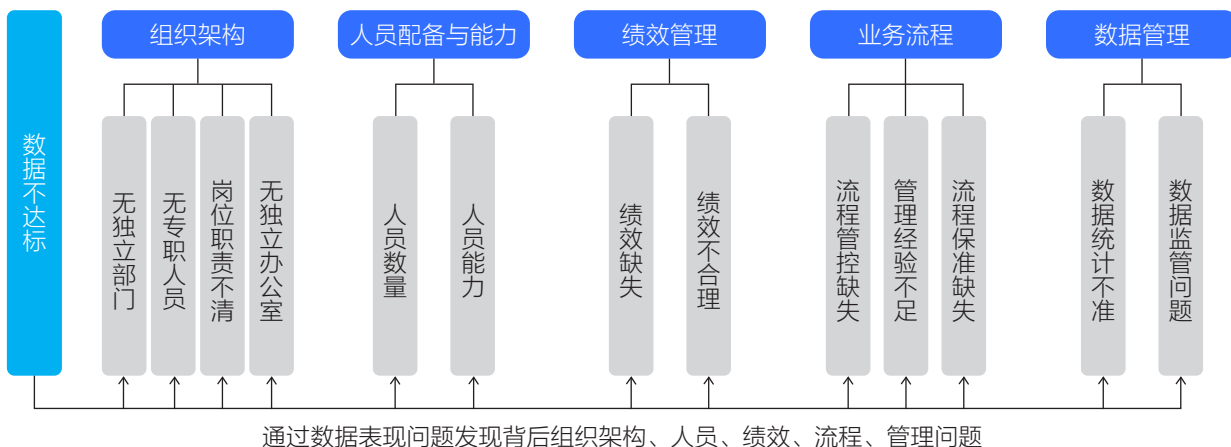 数据不达标
组织架构
人员配备与能力
绩效管理
业务流程
数据管理
无独立部门
无专职人员
岗位职责不清
无独立办公室
人员数量
人员能力
绩效缺失
绩效不合理
流程管控缺失
管理经验不足
流程保准缺失
数据统计不准
数据监管问题
通过数据表现问题发现背后组织架构、人员、绩效、流程、管理问题